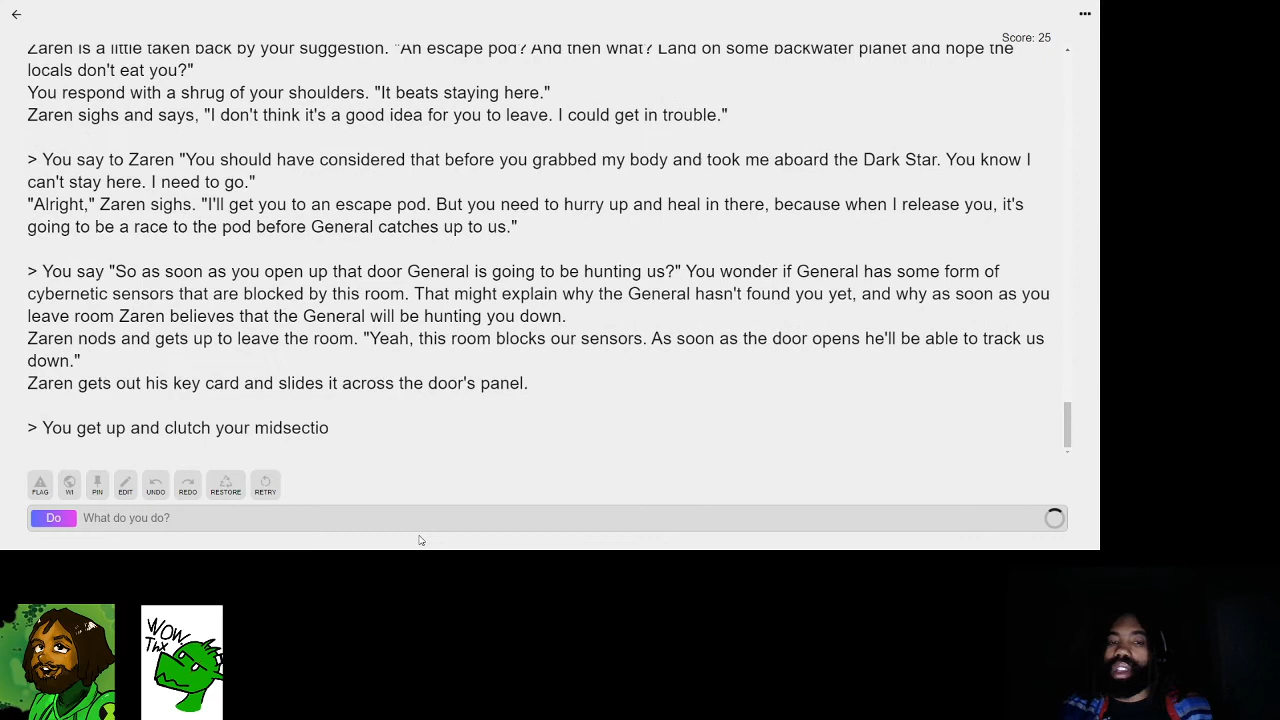 Score: 25
Zaren is a little taken back by your suggestion. "An escape pod? And then what? Land on some backwater planet and hope the
locals don't eat you?"
You respond with a shrug of your shoulders. "It beats staying here."
Zaren sighs and says, "I don't think it's a good idea for you to leave. I could get in trouble."
> You say to Zaren "You should have considered that before you grabbed my body and took me aboard the Dark Star. You know I
can't stay here. I need to go."
"Alright," Zaren sighs. "I'll get you to an escape pod. But you need to hurry up and heal in there, because when I release you, it's
going to be a race to the pod before General catches up to us."
> You say "So as soon as you open up that door General is going to be hunting us?" You wonder if General has some form of
cybernetic sensors that are blocked by this room. That might explain why the General hasn't found you yet, and why as soon as you
leave room Zaren believes that the General will be hunting you down.
Zaren nods and gets up to leave the room. "Yeah, this room blocks our sensors. As soon as the door opens he'll be able to track us
down."
Zaren gets out his key card and slides it across the door's panel.
> You get up and clutch your midsectio
FLAG WI PIN EDIT UNDO REDO RESTORE RETRY
Do What do you do?
WOW
Thx